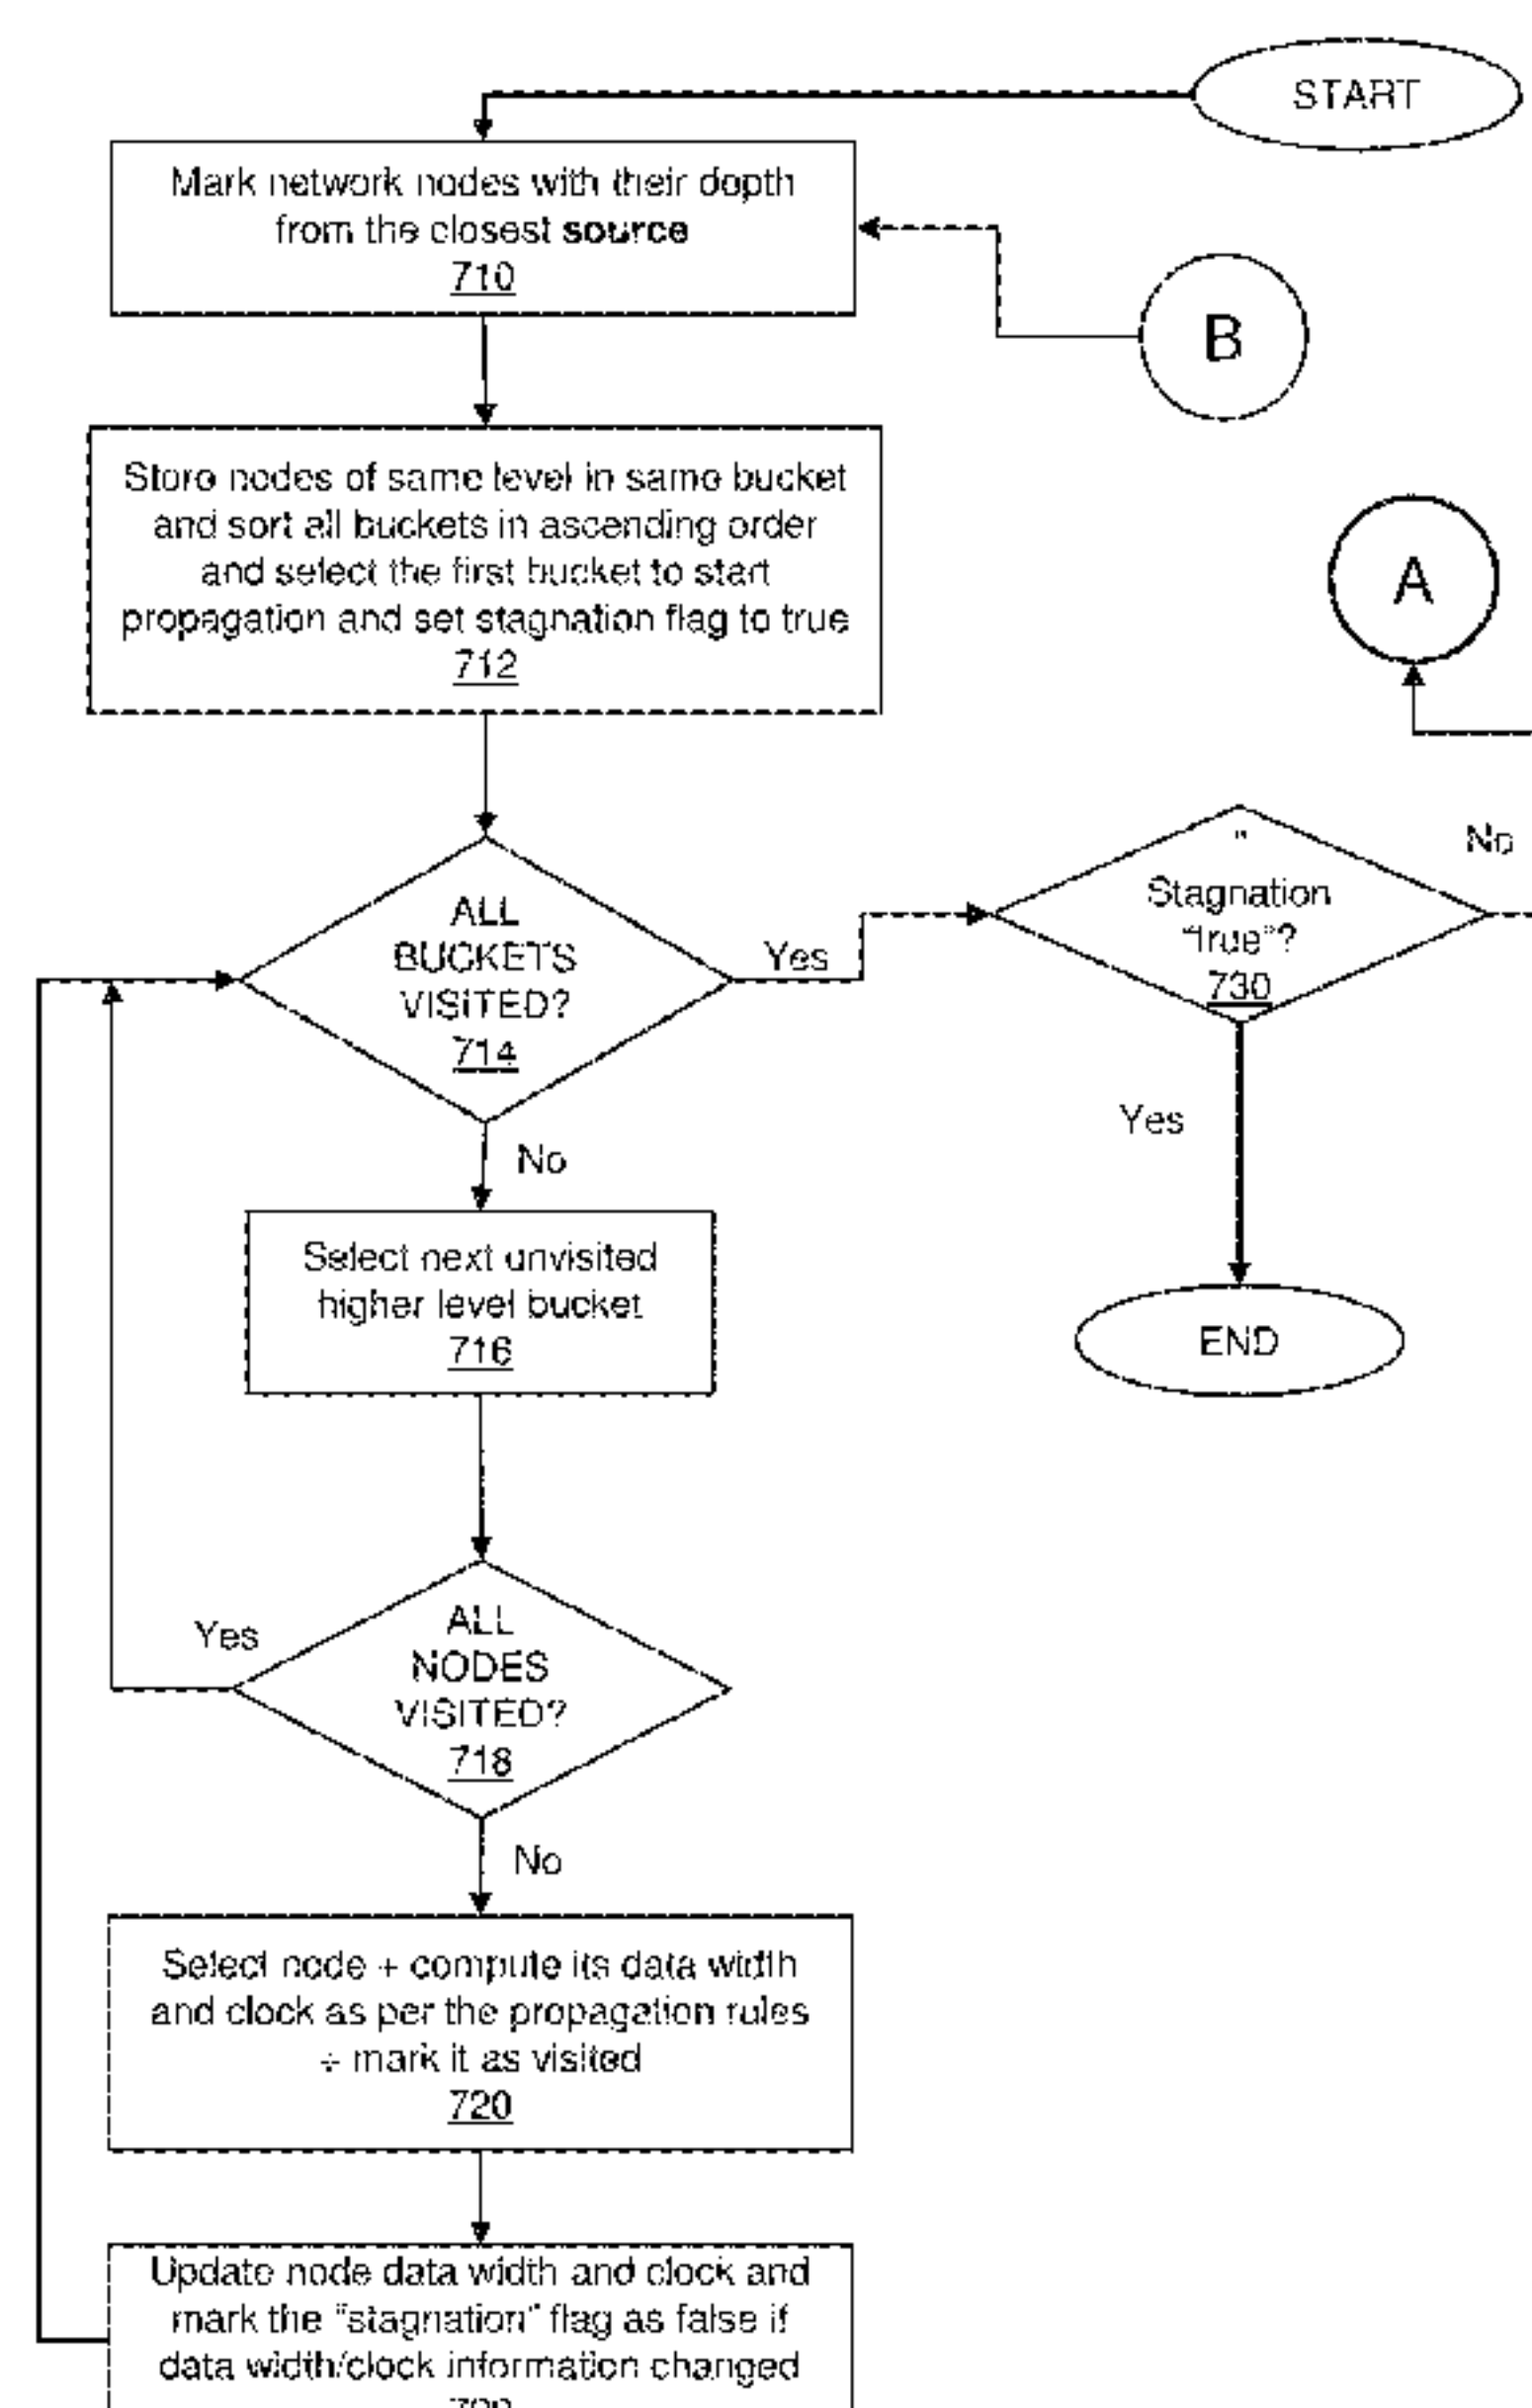 START
Mark network nodes with their depth
from the closest source
710
B
Store nodes of same level in same bucket
and sort all buckets in ascending order
and select the first bucket to start
propagation and set stagnation flag to true
712
A
ALL
BUCKETS
VISITED?
714
Yes
"
Stagnation
"true"?
730
No
Yes
END
No
Select next unvisited
higher level bucket
716
ALL
NODES
VISITED?
718
Yes
No
Select node + compute its data width
and clock as per the propagation rules
+ mark it as visited
720
Update node data width and clock and
mark the "stagnation" flag as false if
data width/clock information changed